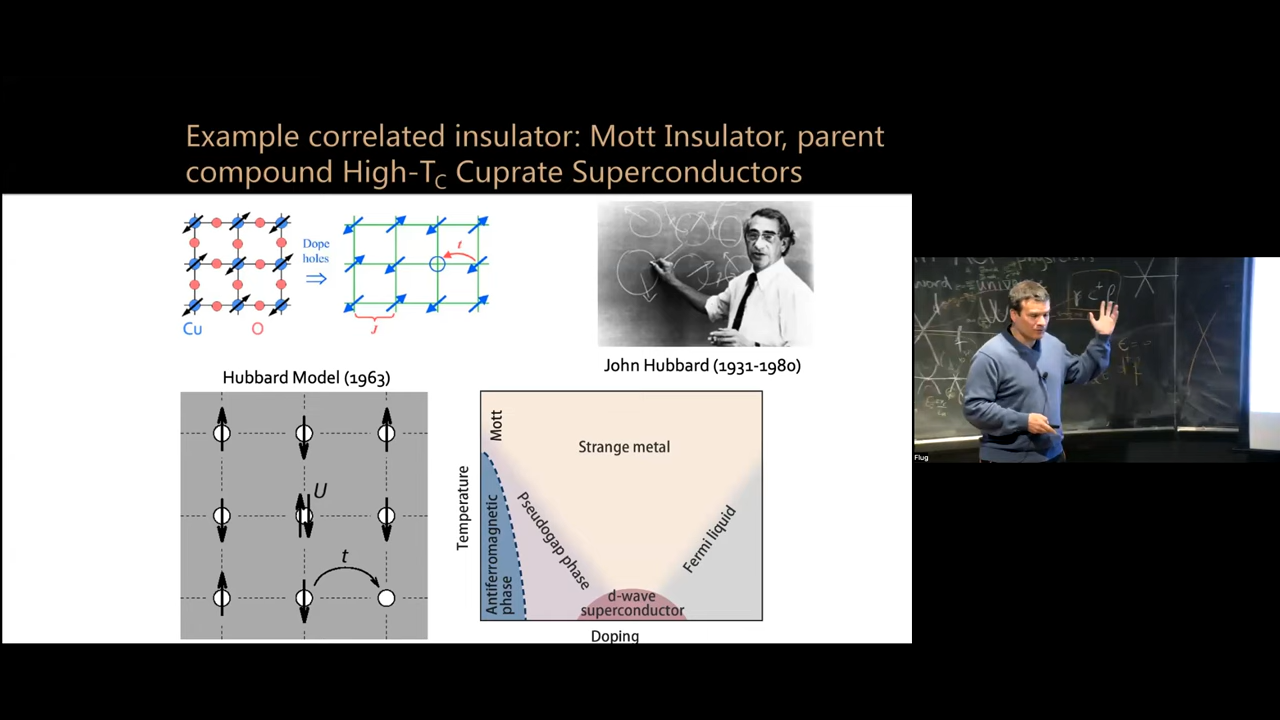 Example correlated insulator: Mott Insulator, parent
compound High-TC Cuprate Superconductors
Dope
holes
⇒
t
J
Cu
O
John Hubbard (1931-1980)
Hubbard Model (1963)
U
t
Temperature
Mott
Strange metal
Antiferromagnetic
phase
Pseudogap phase
Fermi liquid
d-wave
superconductor
Doping
Flug